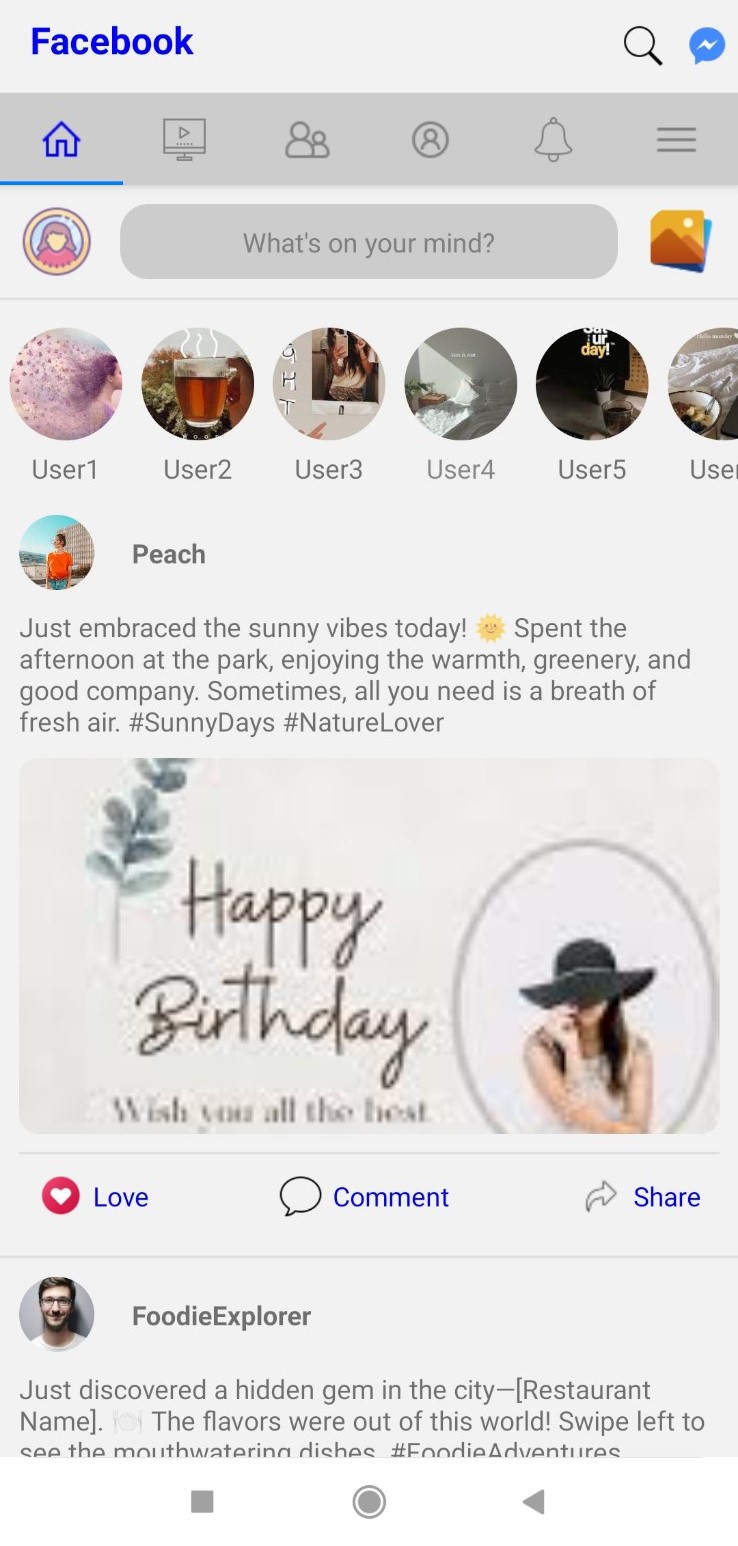 Facebook
What's on your mind?
G
H
T
Sat
ur
day!
User1
User2
User3
User4
User5
Peach
Just embraced the sunny vibes today! 🌞 Spent the
afternoon at the park, enjoying the warmth, greenery, and
good company. Sometimes, all you need is a breath of
fresh air. #SunnyDays #NatureLover
Happy
Birthday
Wish you all the best
Love
Comment
Share
FoodieExplorer
Just discovered a hidden gem in the city—[Restaurant
Name]. 🍽️ The flavors were out of this world! Swipe left to
see the mouthwatering dishes. #FoodieAdventures